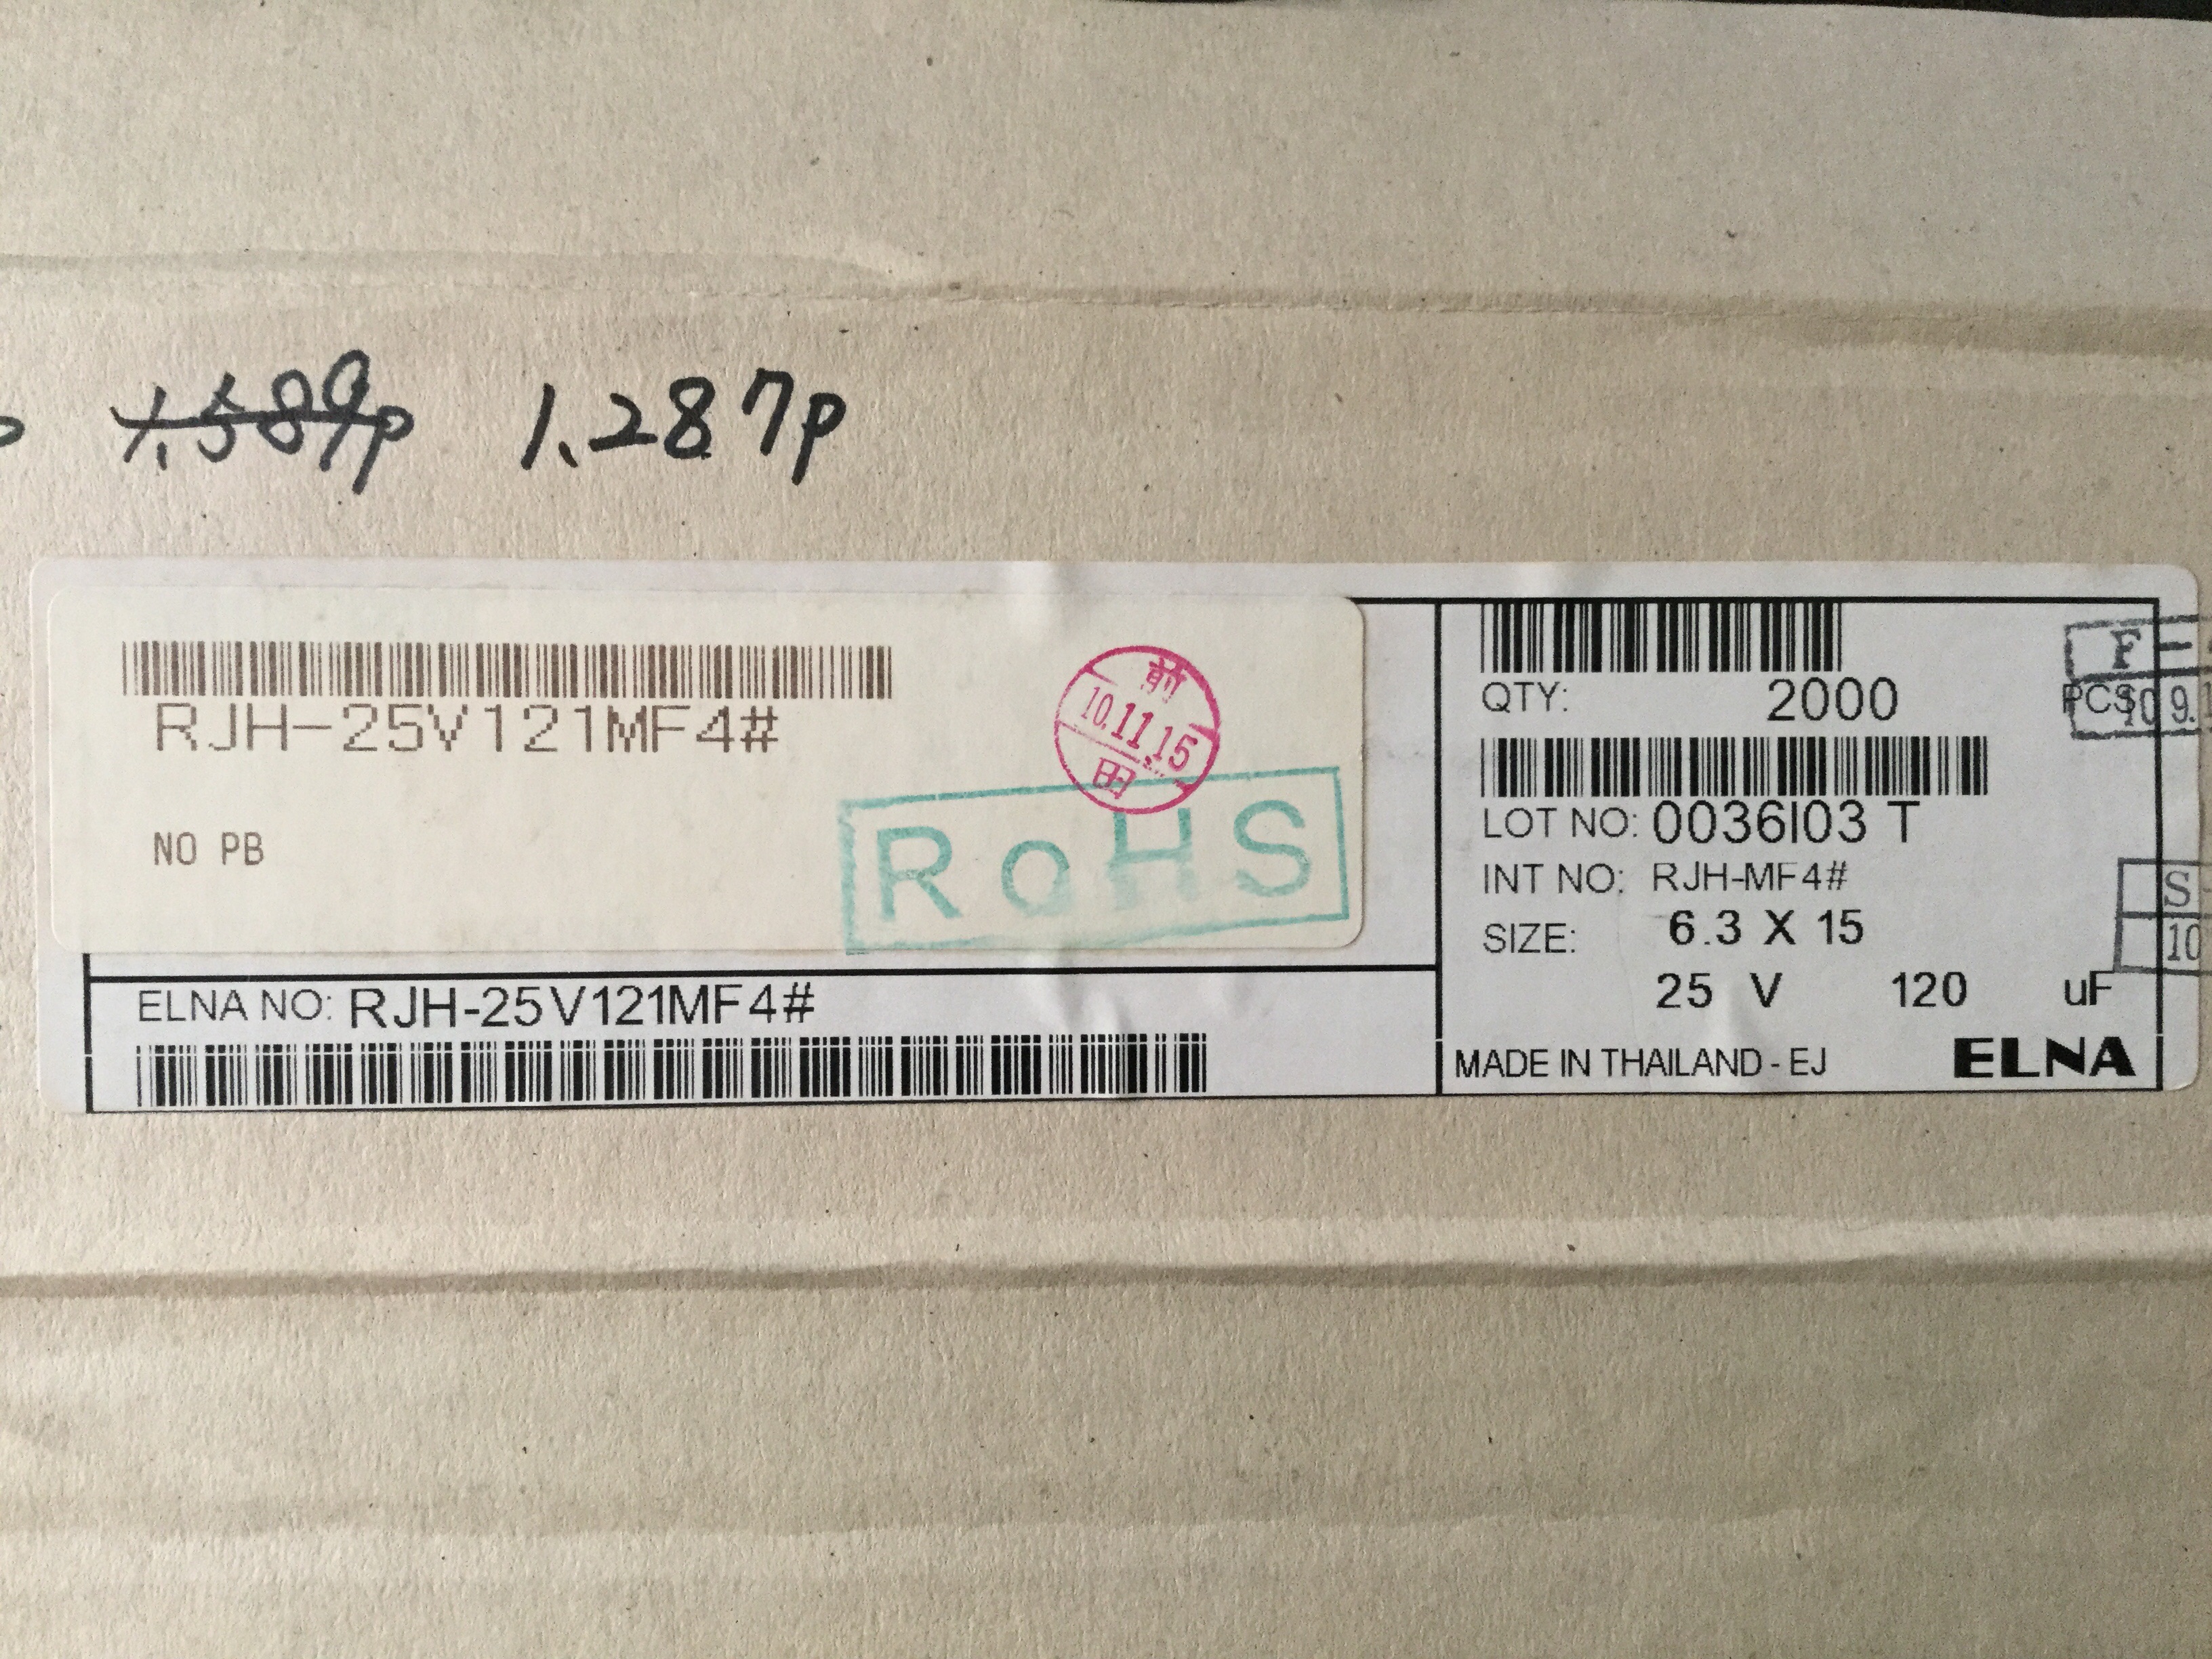 1.589p 1.287p
RJH-25V121MF4#
NO PB
前
10.11.15
田
RoHS
ELNA NO: RJH-25V121MF4#
QTY: 2000 PCS
LOT NO: 0036I03 T
INT NO: RJH-MF4#
SIZE: 6.3 X 15
25 V 120 uF
MADE IN THAILAND - EJ ELNA
F -
S
10